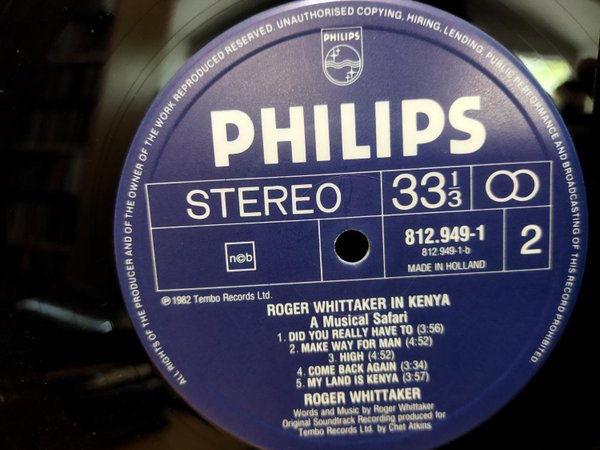 ALL RIGHTS OF THE PRODUCER AND OF THE OWNER OF THE WORK REPRODUCED RESERVED. UNAUTHORISED COPYING, HIRING, LENDING, PUBLIC PERFORMANCE AND BROADCASTING OF THIS RECORD PROHIBITED
PHILIPS
PHILIPS
STEREO
33 1/3
n©b
812.949-1
812.949-1-b
MADE IN HOLLAND
2
℗ 1982 Tembo Records Ltd.
ROGER WHITTAKER IN KENYA
A Musical Safari
1. DID YOU REALLY HAVE TO (3:56)
2. MAKE WAY FOR MAN (4:52)
3. HIGH (4:52)
4. COME BACK AGAIN (3:34)
5. MY LAND IS KENYA (3:57)
ROGER WHITTAKER
Words and Music by Roger Whittaker
Original Soundtrack Recording produced for
Tembo Records Ltd. by Chet Atkins